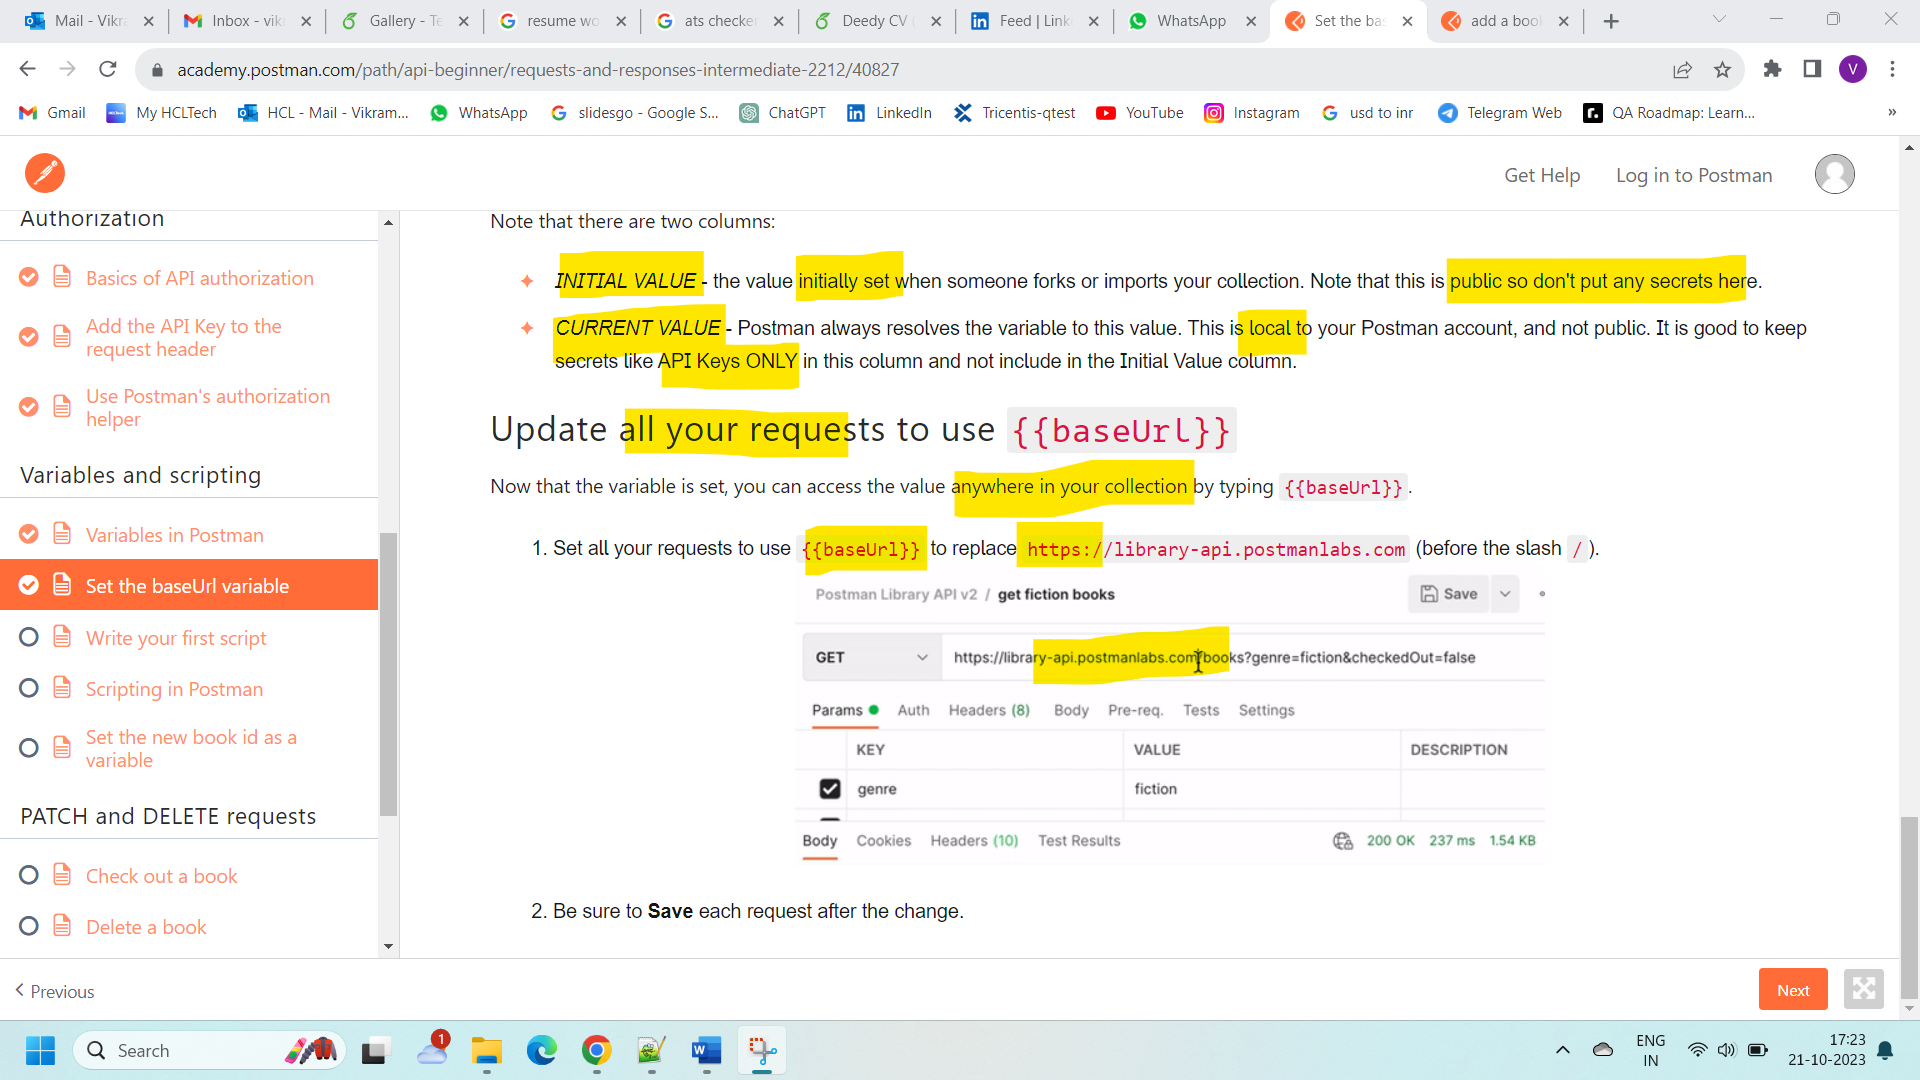 Mail - Vikra
Inbox - vik
Gallery - Te
resume wo
ats checke
Deedy CV (
Feed | Link
WhatsApp
Set the ba
add a boo
academy.postman.com/path/api-beginner/requests-and-responses-intermediate-2212/40827
V
Gmail
My HCLTech
HCL - Mail - Vikram...
WhatsApp
slidesgo - Google S...
ChatGPT
LinkedIn
Tricentis-qtest
YouTube
Instagram
usd to inr
Telegram Web
QA Roadmap: Learn...
»
Get Help
Log in to Postman
Authorization
Basics of API authorization
Add the API Key to the
request header
Use Postman's authorization
helper
Variables and scripting
Variables in Postman
Set the baseUrl variable
Write your first script
Scripting in Postman
Set the new book id as a
variable
PATCH and DELETE requests
Check out a book
Delete a book
Note that there are two columns:
INITIAL VALUE - the value initially set when someone forks or imports your collection. Note that this is public so don't put any secrets here.
CURRENT VALUE - Postman always resolves the variable to this value. This is local to your Postman account, and not public. It is good to keep
secrets like API Keys ONLY in this column and not include in the Initial Value column.
Update all your requests to use {{baseUrl}}
Now that the variable is set, you can access the value anywhere in your collection by typing {{baseUrl}}.
1. Set all your requests to use {{baseUrl}} to replace https://library-api.postmanlabs.com (before the slash / ).
Postman Library API v2 / get fiction books
Save
GET
https://library-api.postmanlabs.com/books?genre=fiction&checkedOut=false
Params
Auth
Headers (8)
Body
Pre-req.
Tests
Settings
KEY
VALUE
DESCRIPTION
genre
fiction
Body
Cookies
Headers (10)
Test Results
200 OK
237 ms
1.54 KB
2. Be sure to Save each request after the change.
Previous
Next
Search
1
ENG
IN
17:23
21-10-2023